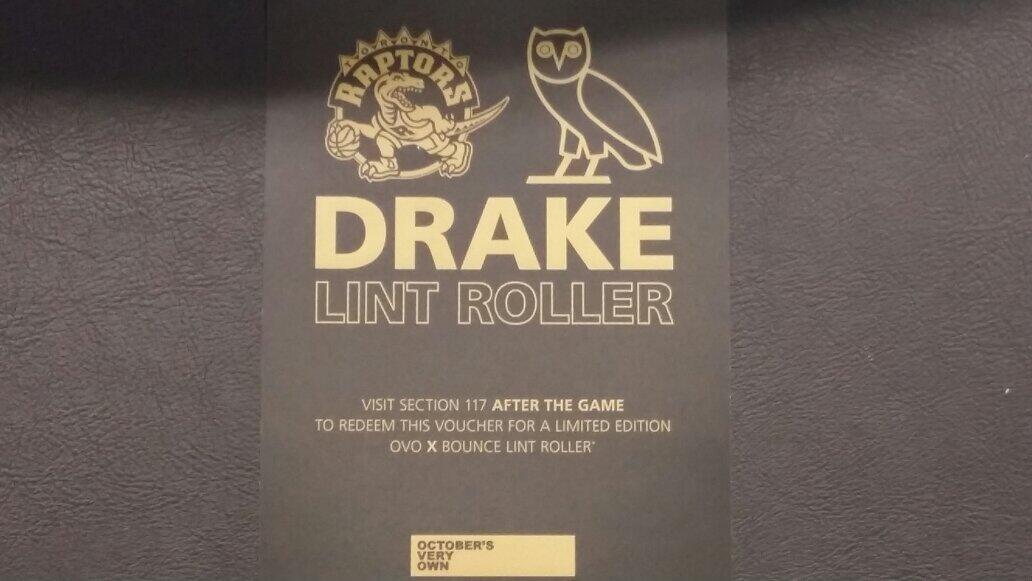 TORONTO
RAPTORS
DRAKE
LINT ROLLER
VISIT SECTION 117 AFTER THE GAME
TO REDEEM THIS VOUCHER FOR A LIMITED EDITION
OVO X BOUNCE LINT ROLLER*
OCTOBER'S
VERY
OWN